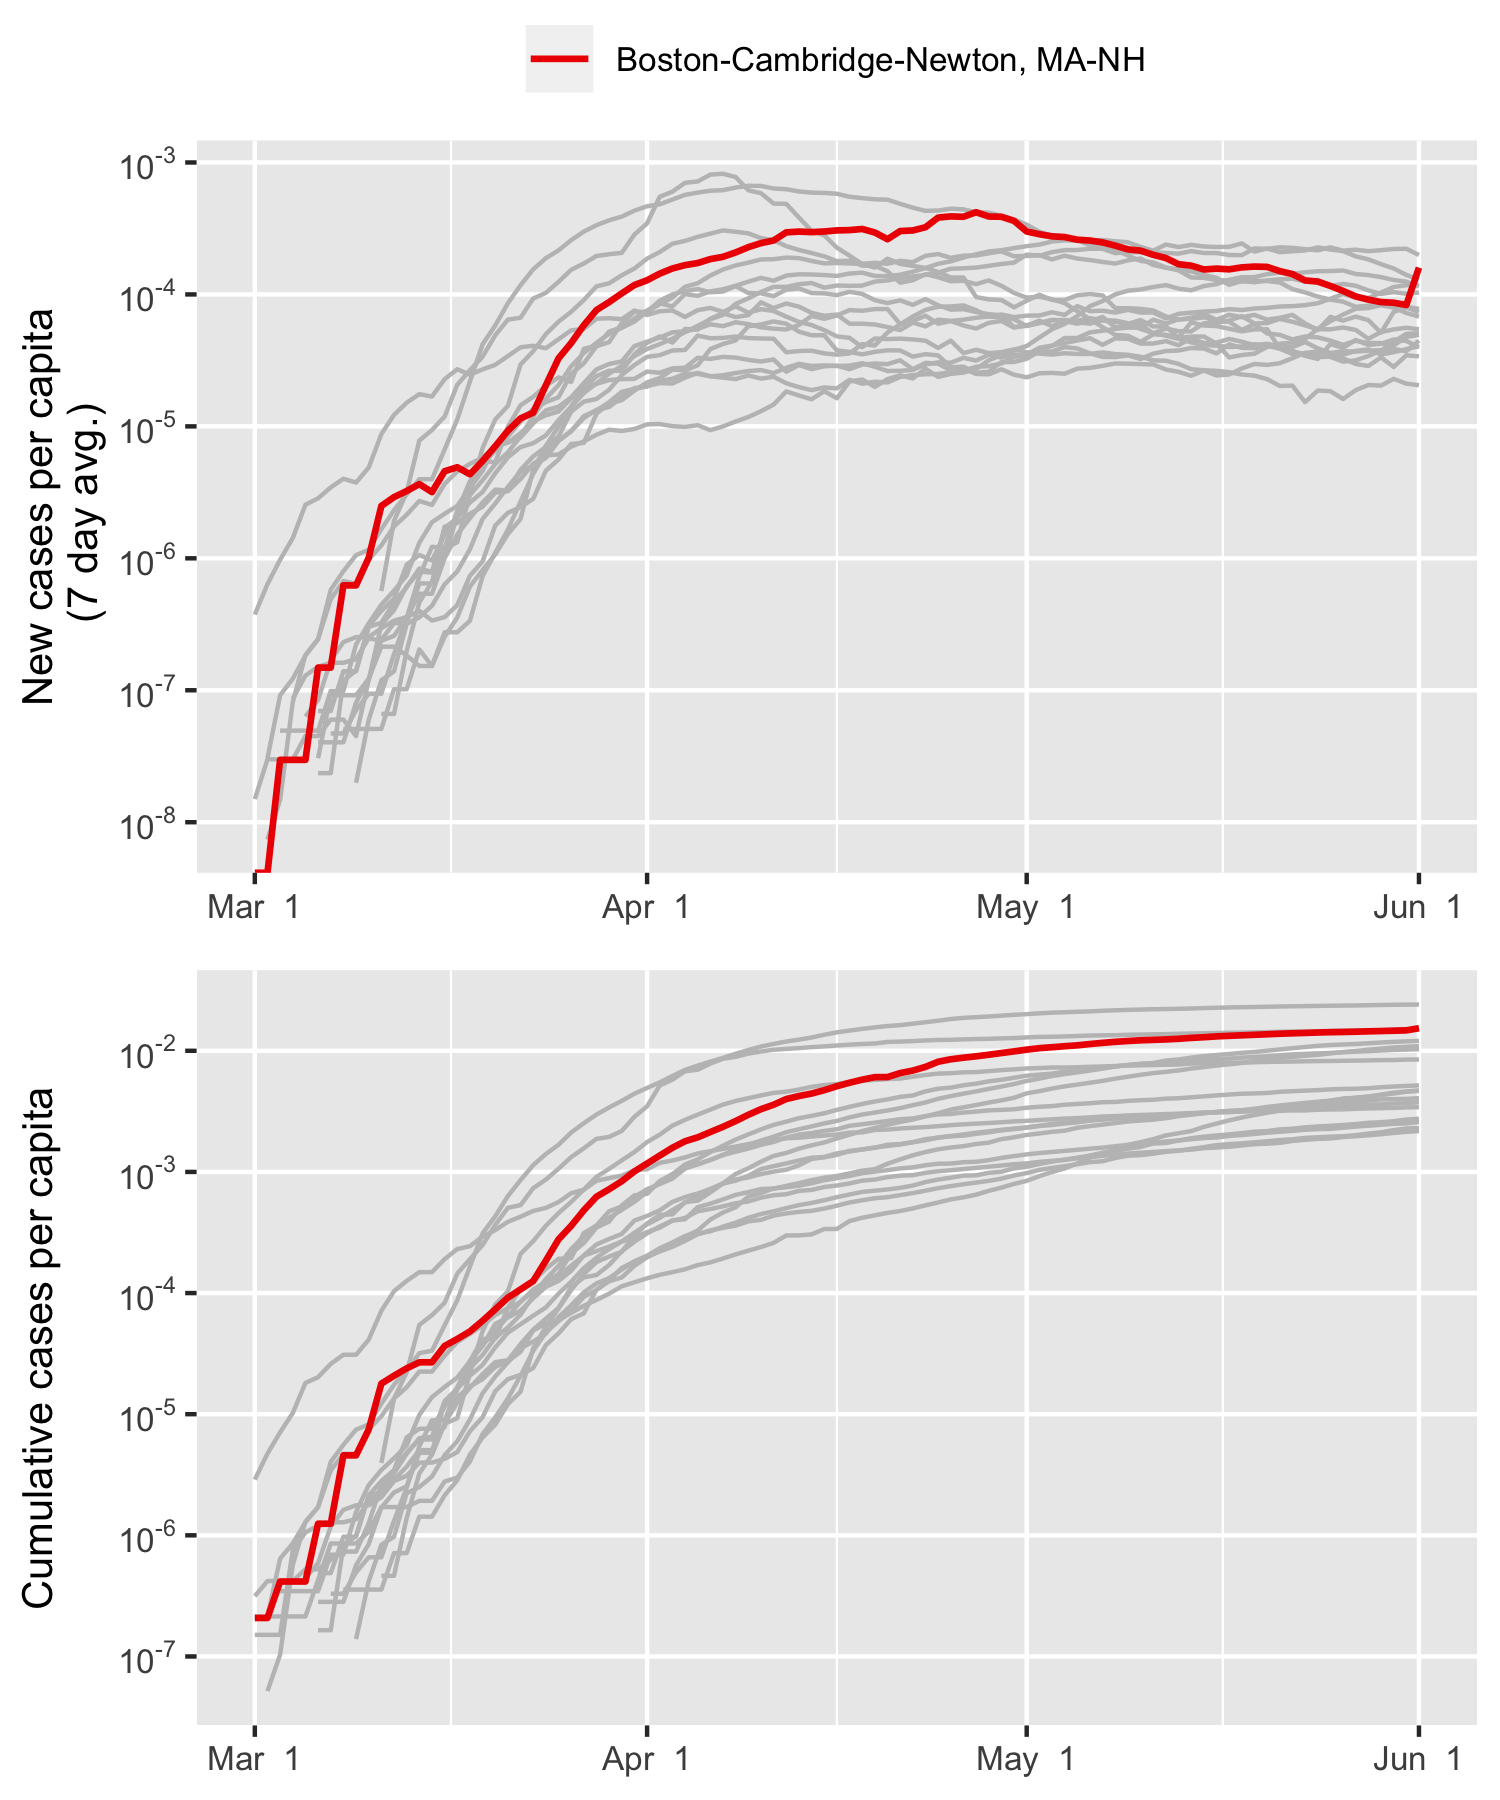 Boston-Cambridge-Newton, MA-NH
New cases per capita
(7 day avg.)
10-3
10-4
10-5
10-6
10-7
10-8
Mar 1 Apr 1 May 1 Jun 1
Cumulative cases per capita
10-2
10-3
10-4
10-5
10-6
10-7
Mar 1 Apr 1 May 1 Jun 1